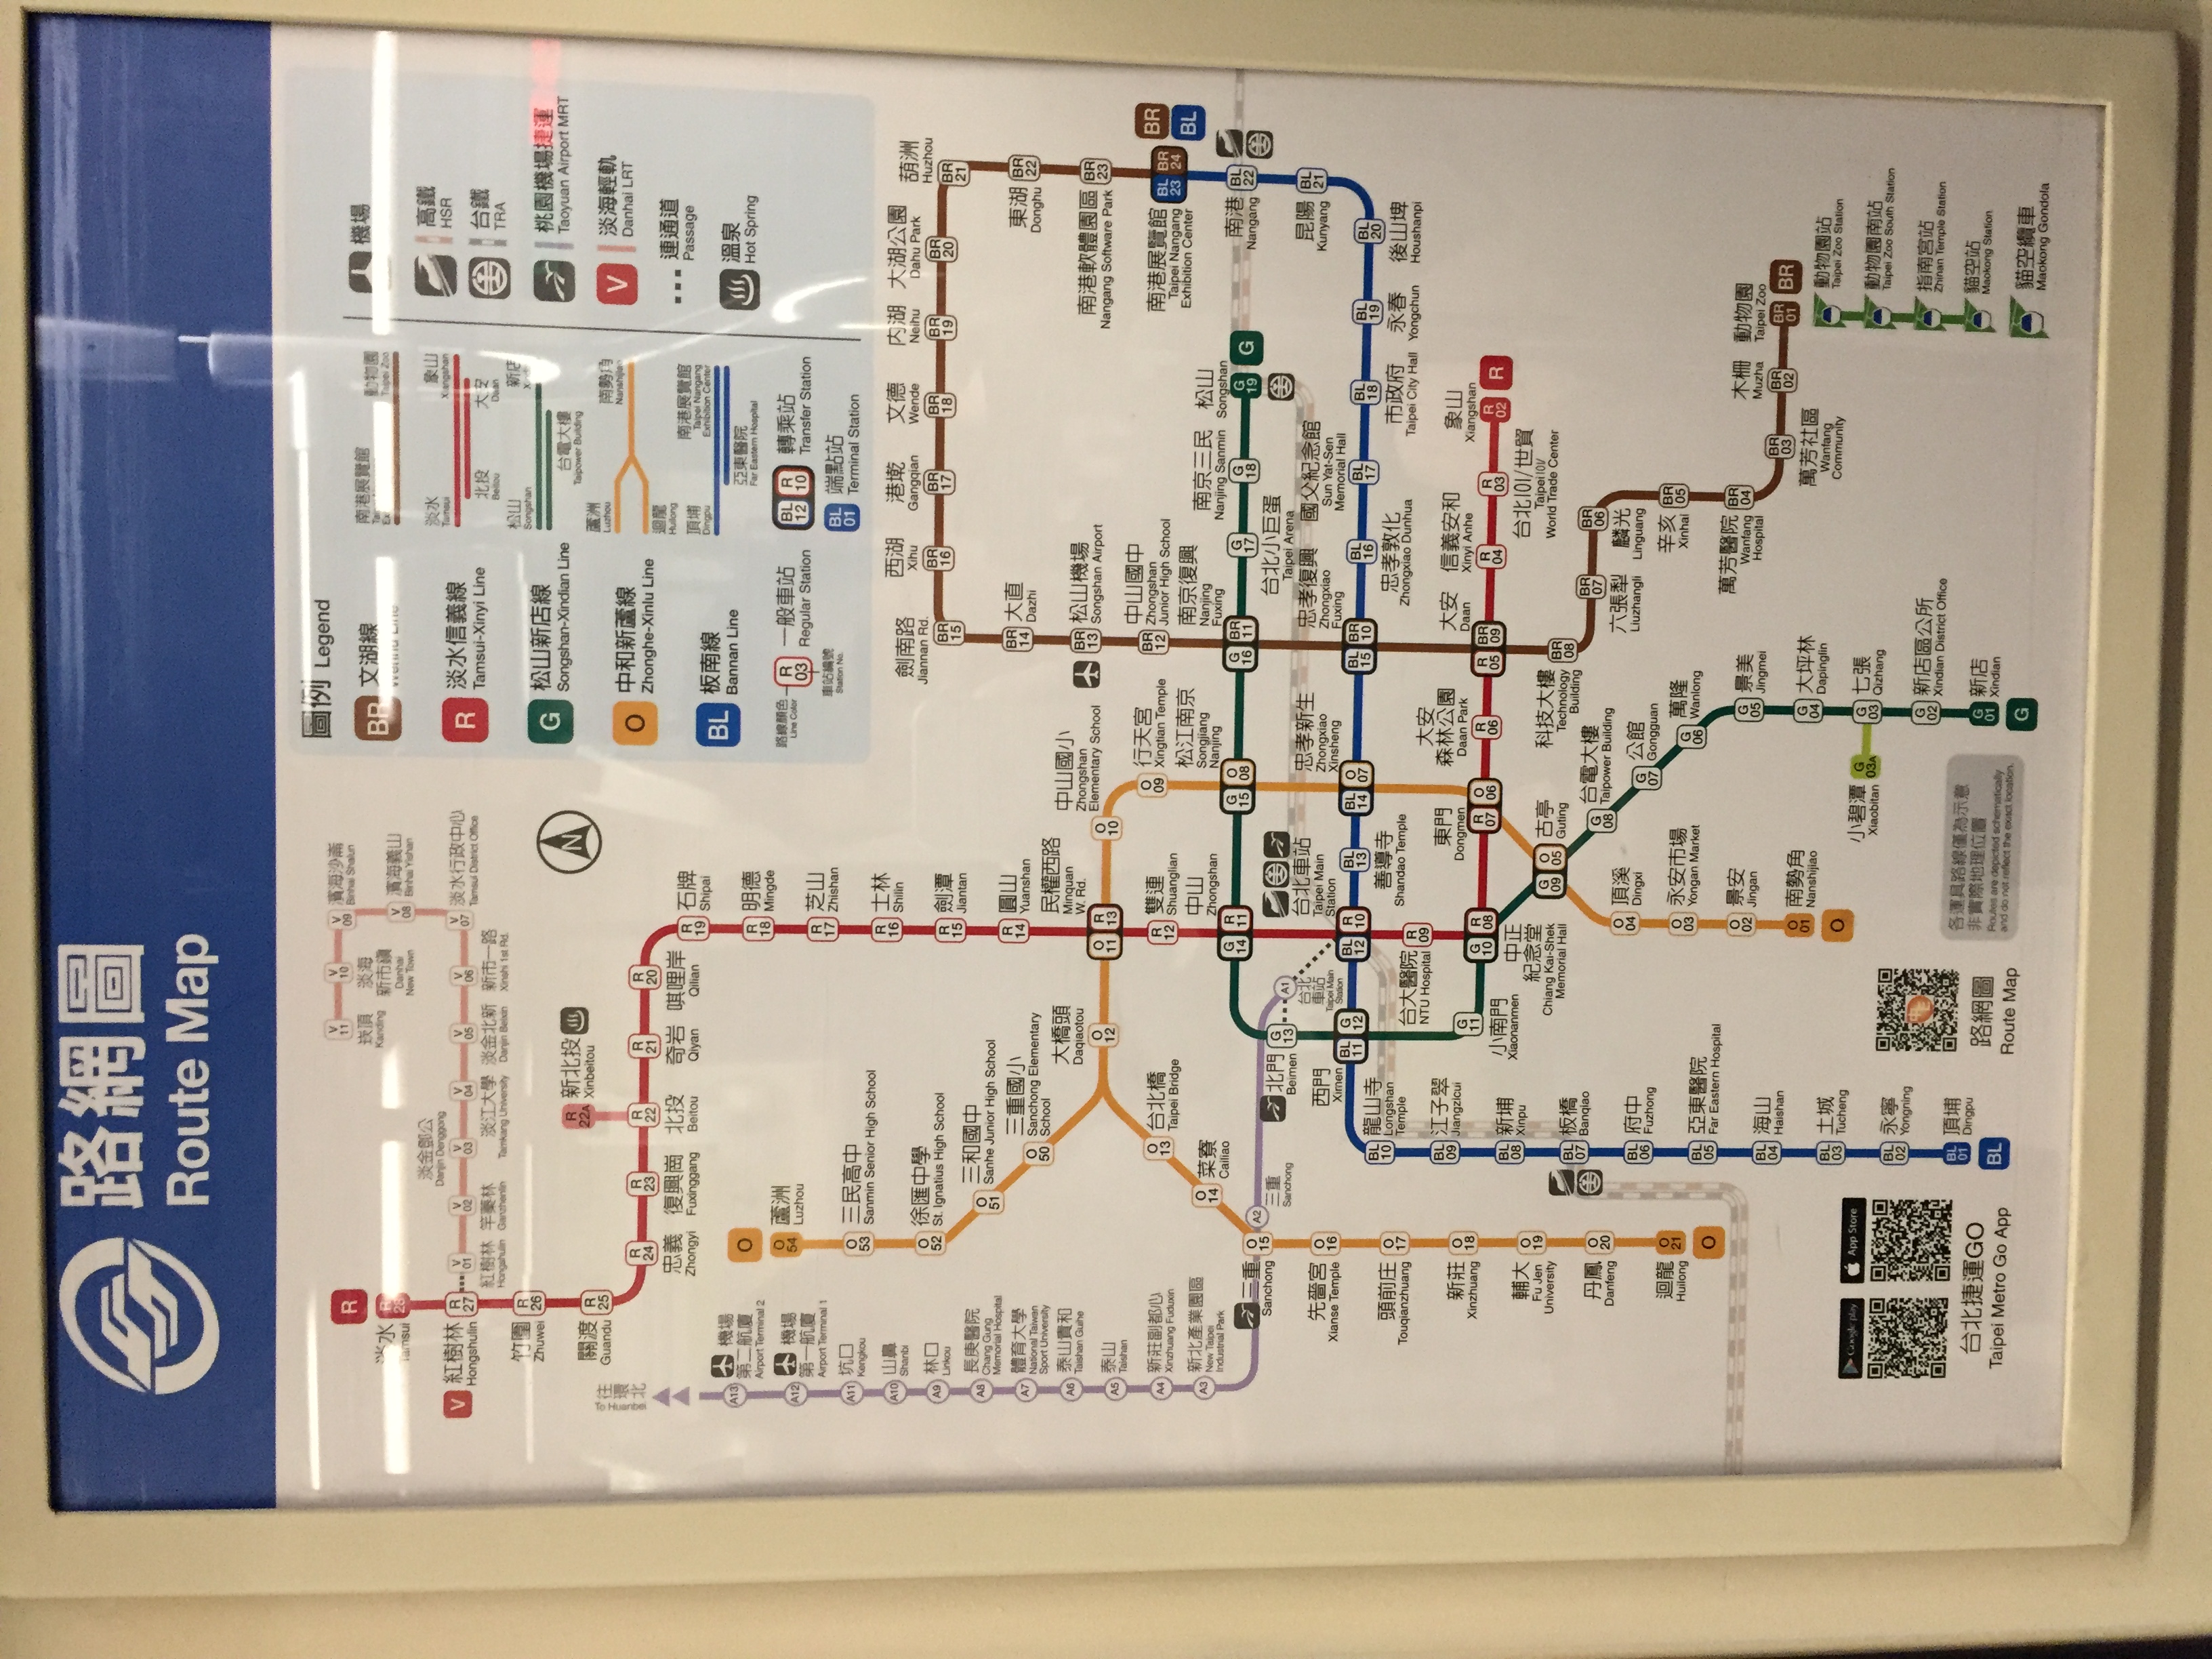 路網圖
Route Map
圖例 Legend
BR 文湖線
Wenhu Line
南港展覽館
動物園
Taipei Zoo
R 淡水信義線
Tamsui-Xinyi Line
淡水
Tamsui
象山
Xiangshan
北投
Beitou
大安
Daan
G 松山新店線
Songshan-Xindian Line
松山
Songshan
新店
台電大樓
Taipower Building
O 中和新蘆線
Zhonghe-Xinlu Line
蘆洲
Luzhou
南勢角
Nanshijiao
迴龍
Huilong
BL 板南線
Bannan Line
頂埔
Dingpu
南港展覽館
Taipei Nangang
Exhibition Center
亞東醫院
Far Eastern Hospital
路線顏色
Line Color
R
03
車站編號
Station No.
一般車站
Regular Station
BL
12
R
10
轉乘站
Transfer Station
BL
01
端點站
Terminal Station
機場
高鐵
HSR
台鐵
TRA
桃園機場捷運
Taoyuan Airport MRT
V 淡海輕軌
Danhai LRT
連通道
Passage
溫泉
Hot Spring
N
R
R 28 淡水
Tamsui
V
R 27 紅樹林
Hongshulin
R 26 竹圍
Zhuwei
R 25 關渡
Guandu
R 24 忠義
Zhongyi
R 23 復興崗
Fuxinggang
R 22 北投
Beitou
R 22A 新北投
Xinbeitou
R 21 奇岩
Qiyan
R 20 唭哩岸
Qilian
R 19 石牌
Shipai
R 18 明德
Mingde
R 17 芝山
Zhishan
R 16 士林
Shilin
R 15 劍潭
Jiantan
R 14 圓山
Yuanshan
O 11 R 13 民權西路
Minquan
W. Rd.
R 12 雙連
Shuanglian
G 14 R 11 中山
Zhongshan
BL 12 R 10 台北車站
Taipei Main
Station
R 09 台大醫院
NTU Hospital
G 10 R 08 中正
紀念堂
Chiang Kai-Shek
Memorial Hall
R 07 O 06 東門
Dongmen
R 06 大安
森林公園
Daan Park
R 05 BR 09 大安
Daan
R 04 信義安和
Xinyi Anhe
R 03 台北101/世貿
Taipei101/
World Trade Center
R 02 象山
Xiangshan
R
V 01 紅樹林
Hongshulin
V 02 竿蓁林
Ganzhenlin
V 03 淡金鄧公
Danjin Denggong
V 04 淡江大學
Tamkang University
V 05 淡金北新
Danjin Beixin
V 06 新市一路
Xinshi 1st Rd.
V 07 淡水行政中心
Tamsui District Office
V 08 濱海義山
Binhai Yishan
V 09 濱海沙崙
Binhai Shalun
V 10 淡海
新市鎮
Danhai
New Town
V 11 崁頂
Kanding
往環北
To Huanbei
A13 機場
第二航廈
Airport Terminal 2
A12 機場
第一航廈
Airport Terminal 1
A11 坑口
Kengkou
A10 山鼻
Shanbi
A9 林口
Linkou
A8 長庚醫院
Chang Gung
Memorial Hospital
A7 體育大學
National Taiwan
Sport University
A6 泰山貴和
Taishan Guihe
A5 泰山
Taishan
A4 新莊副都心
Xinzhuang Fuduxin
A3 新北產業園區
New Taipei
Industrial Park
A2 三重
Sanchong
A1 台北
車站
Taipei Main
Station
O
O 54 蘆洲
Luzhou
O 53 三民高中
Sanmin Senior High School
O 52 徐匯中學
St. Ignatius High School
O 51 三和國中
Sanhe Junior High School
O 50 三重國小
Sanchong Elementary
School
O 12 大橋頭
Daqiaotou
O 13 台北橋
Taipei Bridge
O 14 菜寮
Cailiao
O 15 三重
Sanchong
O 16 先嗇宮
Xianse Temple
O 17 頭前庄
Touqianzhuang
O 18 新莊
Xinzhuang
O 19 輔大
Fu Jen
University
O 20 丹鳳
Danfeng
O 21 迴龍
Huilong
O
O 10 中山國小
Zhongshan
Elementary School
O 09 行天宮
Xingtian Temple
G 15 O 08 松江南京
Songjiang
Nanjing
BL 14 O 07 忠孝新生
Zhongxiao
Xinsheng
G 09 O 05 古亭
Guting
O 04 頂溪
Dingxi
O 03 永安市場
Yongan Market
O 02 景安
Jingan
O 01 南勢角
Nanshijiao
O
劍南路
Jiannan Rd.
BR 15
西湖
Xihu
BR 16
港墘
Gangqian
BR 17
文德
Wende
BR 18
內湖
Neihu
BR 19
大湖公園
Dahu Park
BR 20
葫洲
Huzhou
BR 21
東湖
Donghu
BR 22
南港軟體園區
Nangang Software Park
BR 23
南港展覽館
Taipei Nangang
Exhibition Center
BL 23 BR 24
BR
BL
BR 14 大直
Dazhi
BR 13 松山機場
Songshan Airport
BR 12 中山國中
Zhongshan
Junior High School
G 16 BR 11 南京復興
Nanjing
Fuxing
BL 15 BR 10 忠孝復興
Zhongxiao
Fuxing
BR 08 科技大樓
Technology
Building
BR 07 六張犁
Liuzhangli
BR 06 麟光
Linguang
BR 05 辛亥
Xinhai
BR 04 萬芳醫院
Wanfang
Hospital
BR 03 萬芳社區
Wanfang
Community
BR 02 木柵
Muzha
BR 01 動物園
Taipei Zoo
BR
G 17 台北小巨蛋
Taipei Arena
G 18 南京三民
Nanjing Sanmin
G 19 松山
Songshan
G
G 13 北門
Beimen
BL 11 G 12 西門
Ximen
G 11 小南門
Xiaonanmen
G 08 台電大樓
Taipower Building
G 07 公館
Gongguan
G 06 萬隆
Wanlong
G 05 景美
Jingmei
G 04 大坪林
Dapinglin
G 03 七張
Qizhang
G 03A 小碧潭
Xiaobitan
G 02 新店區公所
Xindian District Office
G 01 新店
Xindian
G
BL 22 南港
Nangang
BL 21 昆陽
Kunyang
BL 20 後山埤
Houshanpi
BL 19 永春
Yongchun
BL 18 市政府
Taipei City Hall
BL 17 國父紀念館
Sun Yat-Sen
Memorial Hall
BL 16 忠孝敦化
Zhongxiao Dunhua
BL 13 善導寺
Shandao Temple
BL 10 龍山寺
Longshan
Temple
BL 09 江子翠
Jiangzicui
BL 08 新埔
Xinpu
BL 07 板橋
Banqiao
BL 06 府中
Fuzhong
BL 05 亞東醫院
Far Eastern Hospital
BL 04 海山
Haishan
BL 03 土城
Tucheng
BL 02 永寧
Yongning
BL 01 頂埔
Dingpu
BL
動物園站
Taipei Zoo Station
動物園南站
Taipei Zoo South Station
指南宮站
Zhinan Temple Station
貓空站
Maokong Station
貓空纜車
Maokong Gondola
Google play
App Store
台北捷運GO
Taipei Metro Go App
路網圖
Route Map
各運具路線僅為示意
非實際地理位置
Routes are depicted schematically
and do not reflect the exact location.